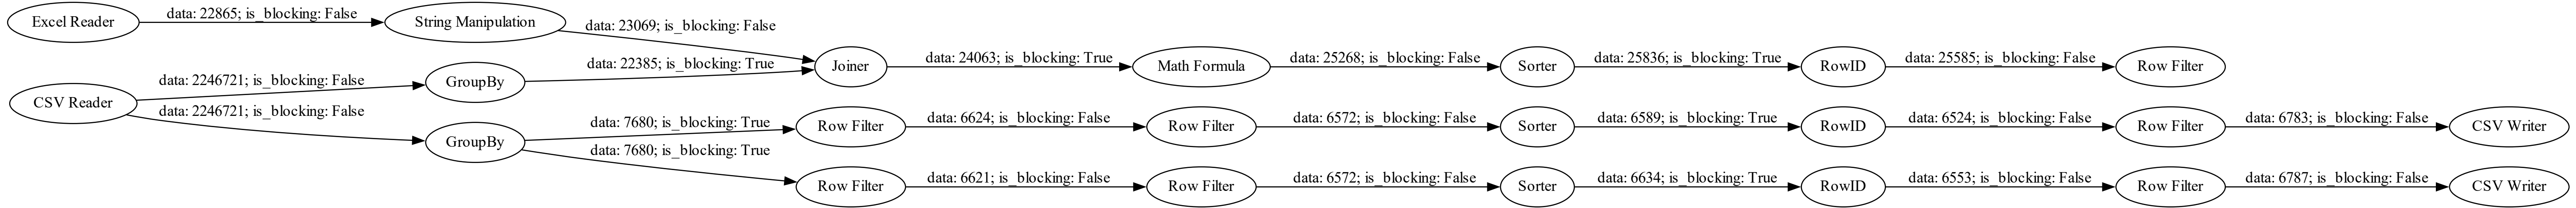 Excel Reader
data: 22865; is_blocking: False
String Manipulation
data: 23069; is_blocking: False
CSV Reader
data: 2246721; is_blocking: False
GroupBy
data: 22385; is_blocking: True
Joiner
data: 24063; is_blocking: True
Math Formula
data: 25268; is_blocking: False
Sorter
data: 25836; is_blocking: True
RowID
data: 25585; is_blocking: False
Row Filter
data: 2246721; is_blocking: False
GroupBy
data: 7680; is_blocking: True
Row Filter
data: 6624; is_blocking: False
Row Filter
data: 6572; is_blocking: False
Sorter
data: 6589; is_blocking: True
RowID
data: 6524; is_blocking: False
Row Filter
data: 6783; is_blocking: False
CSV Writer
data: 7680; is_blocking: True
Row Filter
data: 6621; is_blocking: False
Row Filter
data: 6572; is_blocking: False
Sorter
data: 6634; is_blocking: True
RowID
data: 6553; is_blocking: False
Row Filter
data: 6787; is_blocking: False
CSV Writer